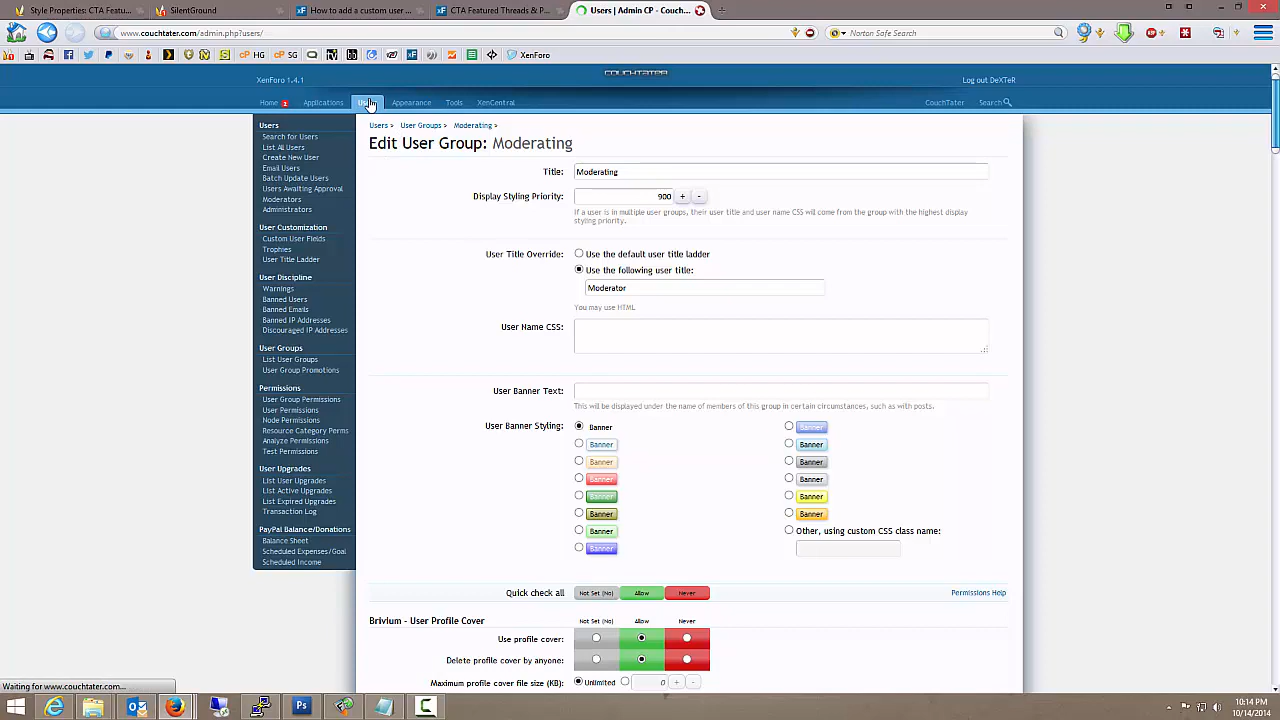 Style Properties: CTA Featu...
SilentGround
How to add a custom user ...
CTA Featured Threads & P...
Users | Admin CP - Couch...
www.couchtater.com/admin.php?users/
Norton Safe Search
HG
SG
XenForo
XenForo 1.4.1
COUCHTATER
Log out DeXTeR
Home 2
Applications
Users
Appearance
Tools
XenCentral
CouchTater
Search
Users
Search for Users
List All Users
Create New User
Email Users
Batch Update Users
Users Awaiting Approval
Moderators
Administrators
User Customization
Custom User Fields
Trophies
User Title Ladder
User Discipline
Warnings
Banned Users
Banned Emails
Banned IP Addresses
Discouraged IP Addresses
User Groups
List User Groups
User Group Promotions
Permissions
User Group Permissions
User Permissions
Node Permissions
Resource Category Perms
Analyze Permissions
Test Permissions
User Upgrades
List User Upgrades
List Active Upgrades
List Expired Upgrades
Transaction Log
PayPal Balance/Donations
Balance Sheet
Scheduled Expenses/Goal
Scheduled Income
Users > User Groups > Moderating >
Edit User Group: Moderating
Title: Moderating
Display Styling Priority: 900 + -
If a user is in multiple user groups, their user title and user name CSS will come from the group with the highest display
styling priority.
User Title Override: Use the default user title ladder
Use the following user title:
Moderator
You may use HTML
User Name CSS:
User Banner Text:
This will be displayed under the name of members of this group in certain circumstances, such as with posts.
User Banner Styling: Banner Banner
Banner Banner
Banner Banner
Banner Banner
Banner Banner
Banner Banner
Banner Other, using custom CSS class name:
Banner
Quick check all Not Set (No) Allow Never Permissions Help
Brivium - User Profile Cover Not Set (No) Allow Never
Use profile cover:
Delete profile cover by anyone:
Maximum profile cover file size (KB): Unlimited 0 + -
Waiting for www.couchtater.com...
10:14 PM
10/14/2014